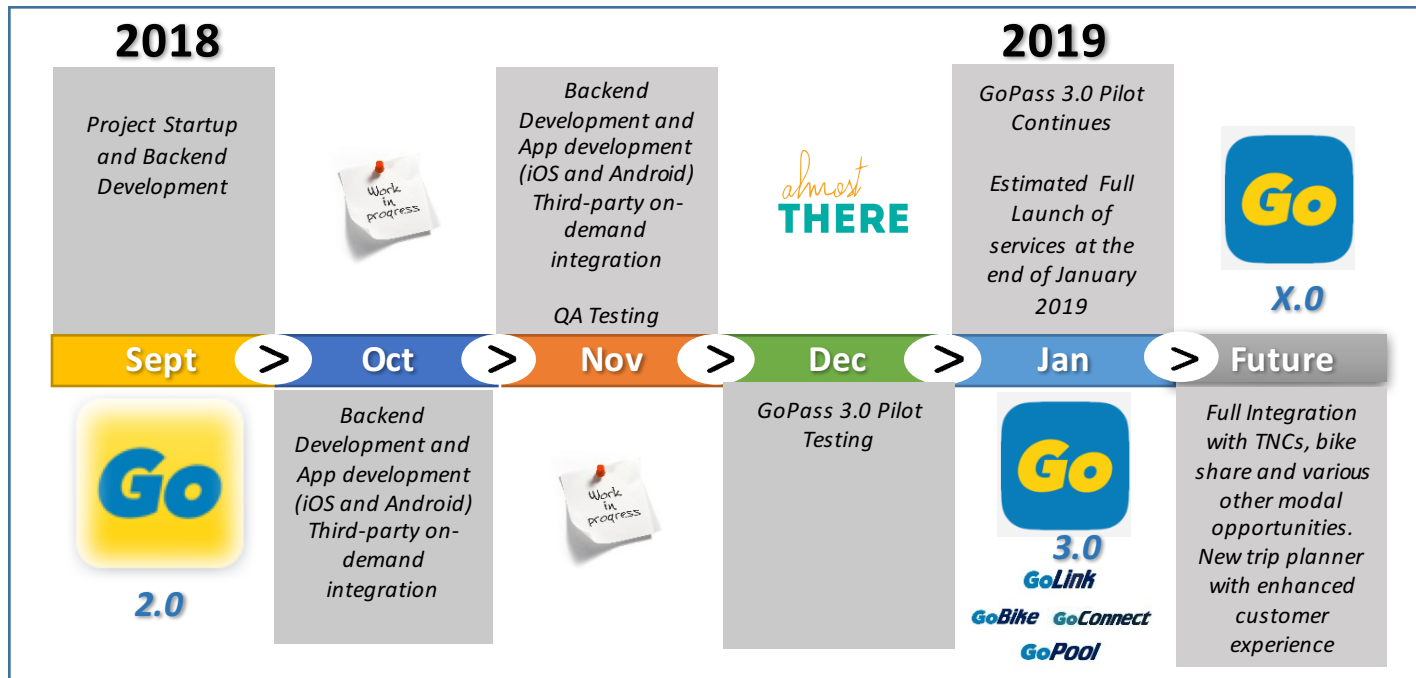 2018
2019
Project Startup
and Backend
Development
Work
in
progress
Backend
Development and
App development
(iOS and Android)
Third-party on-
demand
integration
QA Testing
almost
THERE
GoPass 3.0 Pilot
Continues
Estimated Full
Launch of
services at the
end of January
2019
Go
X.0
Sept > Oct > Nov > Dec > Jan > Future
Go
2.0
Backend
Development and
App development
(iOS and Android)
Third-party on-
demand
integration
Work
in
progress
GoPass 3.0 Pilot
Testing
Go
3.0
GoLink
GoBike GoConnect
GoPool
Full Integration
with TNCs, bike
share and various
other modal
opportunities.
New trip planner
with enhanced
customer
experience